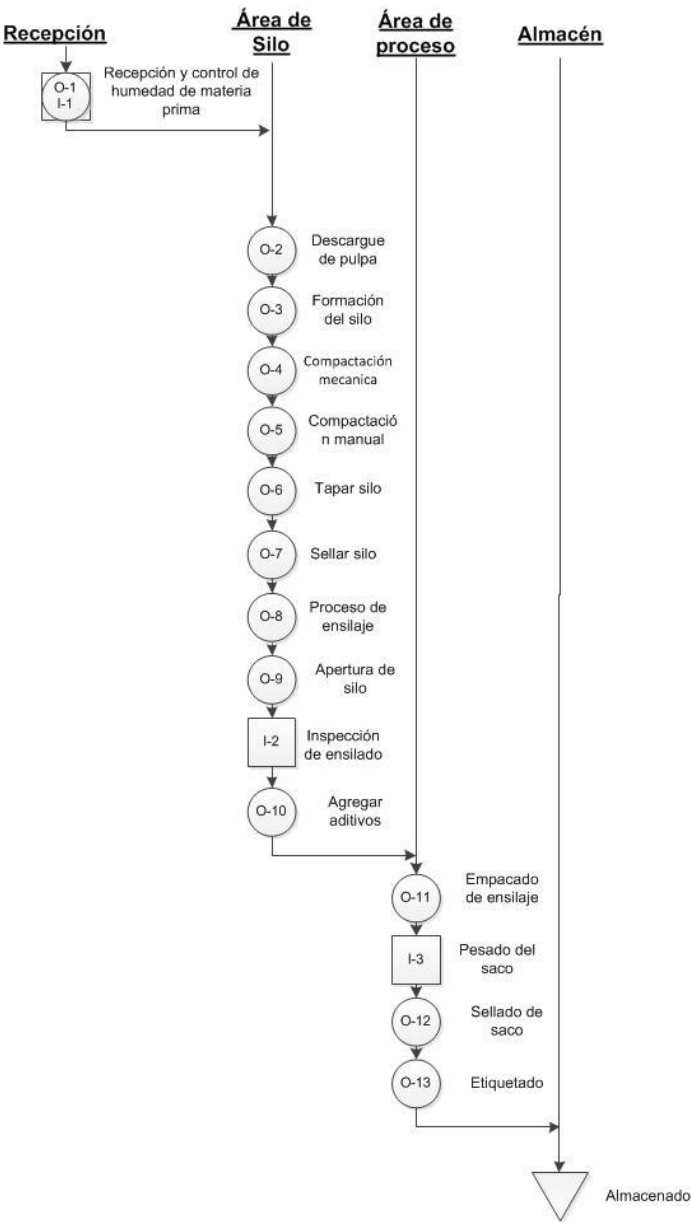 Recepción
Área de
Silo
Área de
proceso
Almacén
O-1
I-1
Recepción y control de
humedad de materia
prima
O-2
Descargue
de pulpa
O-3
Formación
del silo
O-4
Compactación
mecanica
O-5
Compactació
n manual
O-6
Tapar silo
O-7
Sellar silo
O-8
Proceso de
ensilaje
O-9
Apertura de
silo
I-2
Inspección
de ensilado
O-10
Agregar
aditivos
O-11
Empacado
de ensilaje
I-3
Pesado del
saco
O-12
Sellado de
saco
O-13
Etiquetado
Almacenado